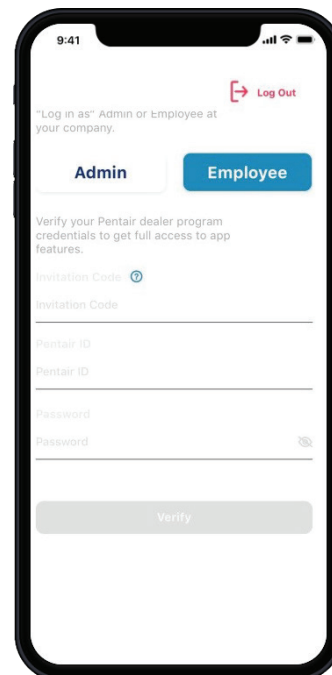 9:41
Log Out
"Log in as" Admin or Employee at
your company.
Admin
Employee
Verify your Pentair dealer program
credentials to get full access to app
features.
Invitation Code ?
Invitation Code
Pentair ID
Pentair ID
Password
Password
Verify